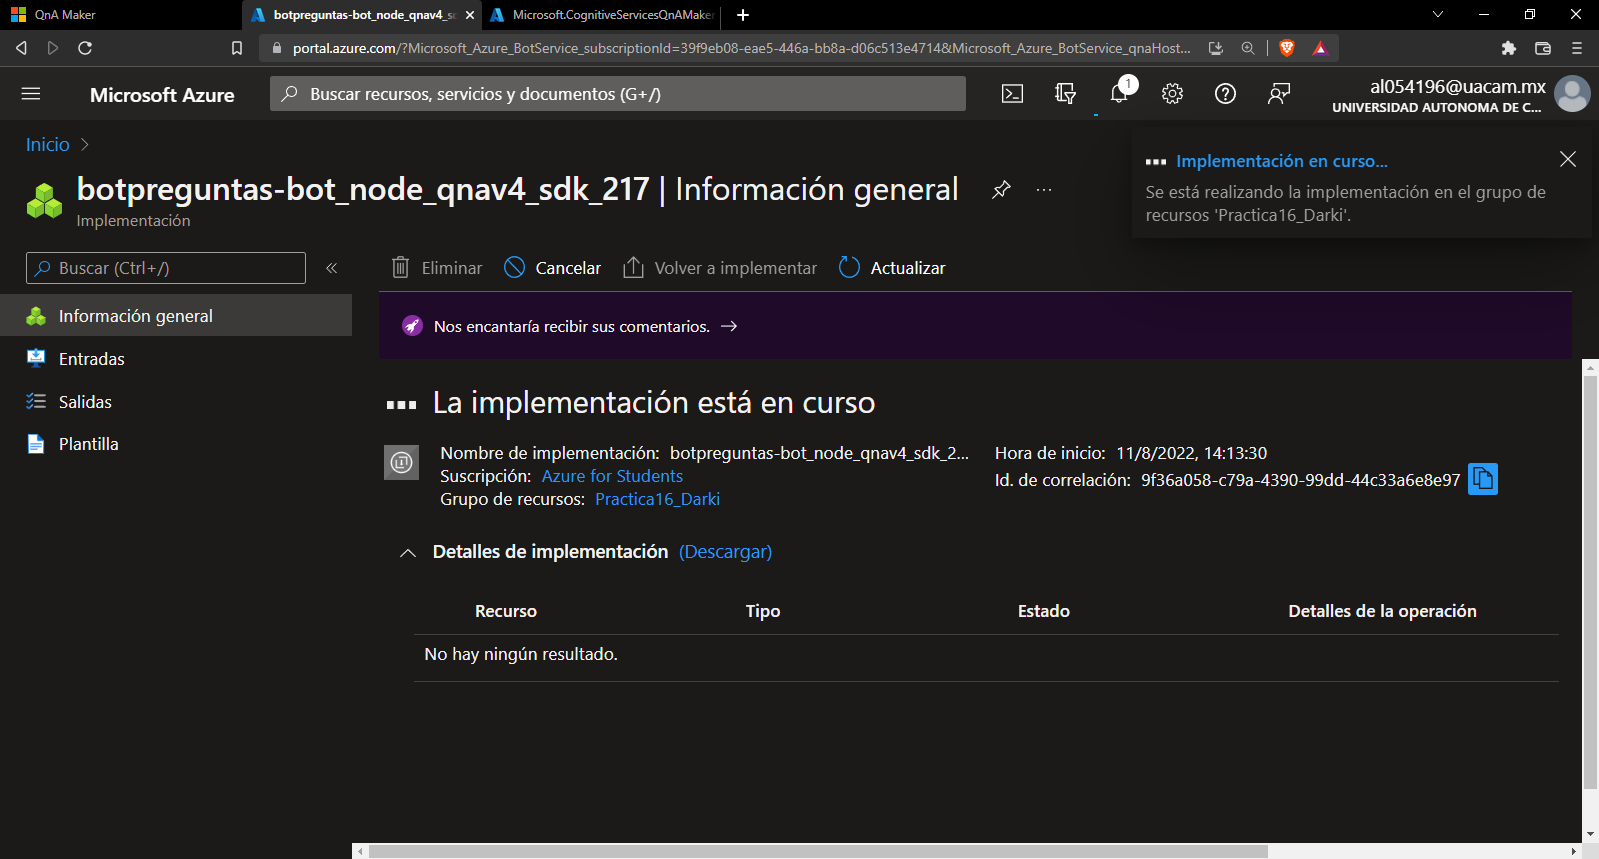 QnA Maker
botpreguntas-bot_node_qnav4_sd
Microsoft.CognitiveServicesQnAMaker
portal.azure.com/?Microsoft_Azure_BotService_subscriptionId=39f9eb08-eae5-446a-bb8a-d06c513e4714&Microsoft_Azure_BotService_qnaHost...
Microsoft Azure
Buscar recursos, servicios y documentos (G+/)
1
al054196@uacam.mx
UNIVERSIDAD AUTONOMA DE C...
Inicio
Implementación en curso...
Se está realizando la implementación en el grupo de
recursos 'Practica16_Darki'.
botpreguntas-bot_node_qnav4_sdk_217 | Información general
Implementación
Buscar (Ctrl+/)
Eliminar
Cancelar
Volver a implementar
Actualizar
Información general
Entradas
Salidas
Plantilla
Nos encantaría recibir sus comentarios. →
La implementación está en curso
Nombre de implementación: botpreguntas-bot_node_qnav4_sdk_2...
Suscripción: Azure for Students
Grupo de recursos: Practica16_Darki
Hora de inicio: 11/8/2022, 14:13:30
Id. de correlación: 9f36a058-c79a-4390-99dd-44c33a6e8e97
Detalles de implementación (Descargar)
Recurso Tipo Estado Detalles de la operación
No hay ningún resultado.